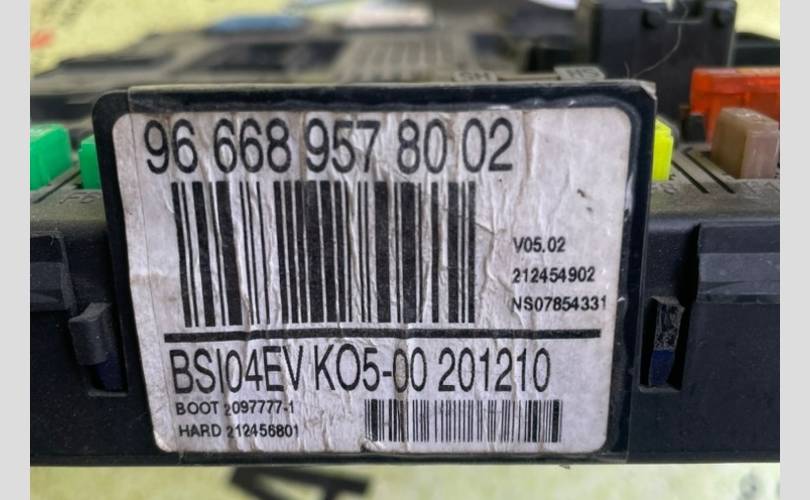 96 668 957 80 02
V05.02
212454902
NS07854331
BSI04EV KO5-00 201210
BOOT 2097777-1
HARD 212456801